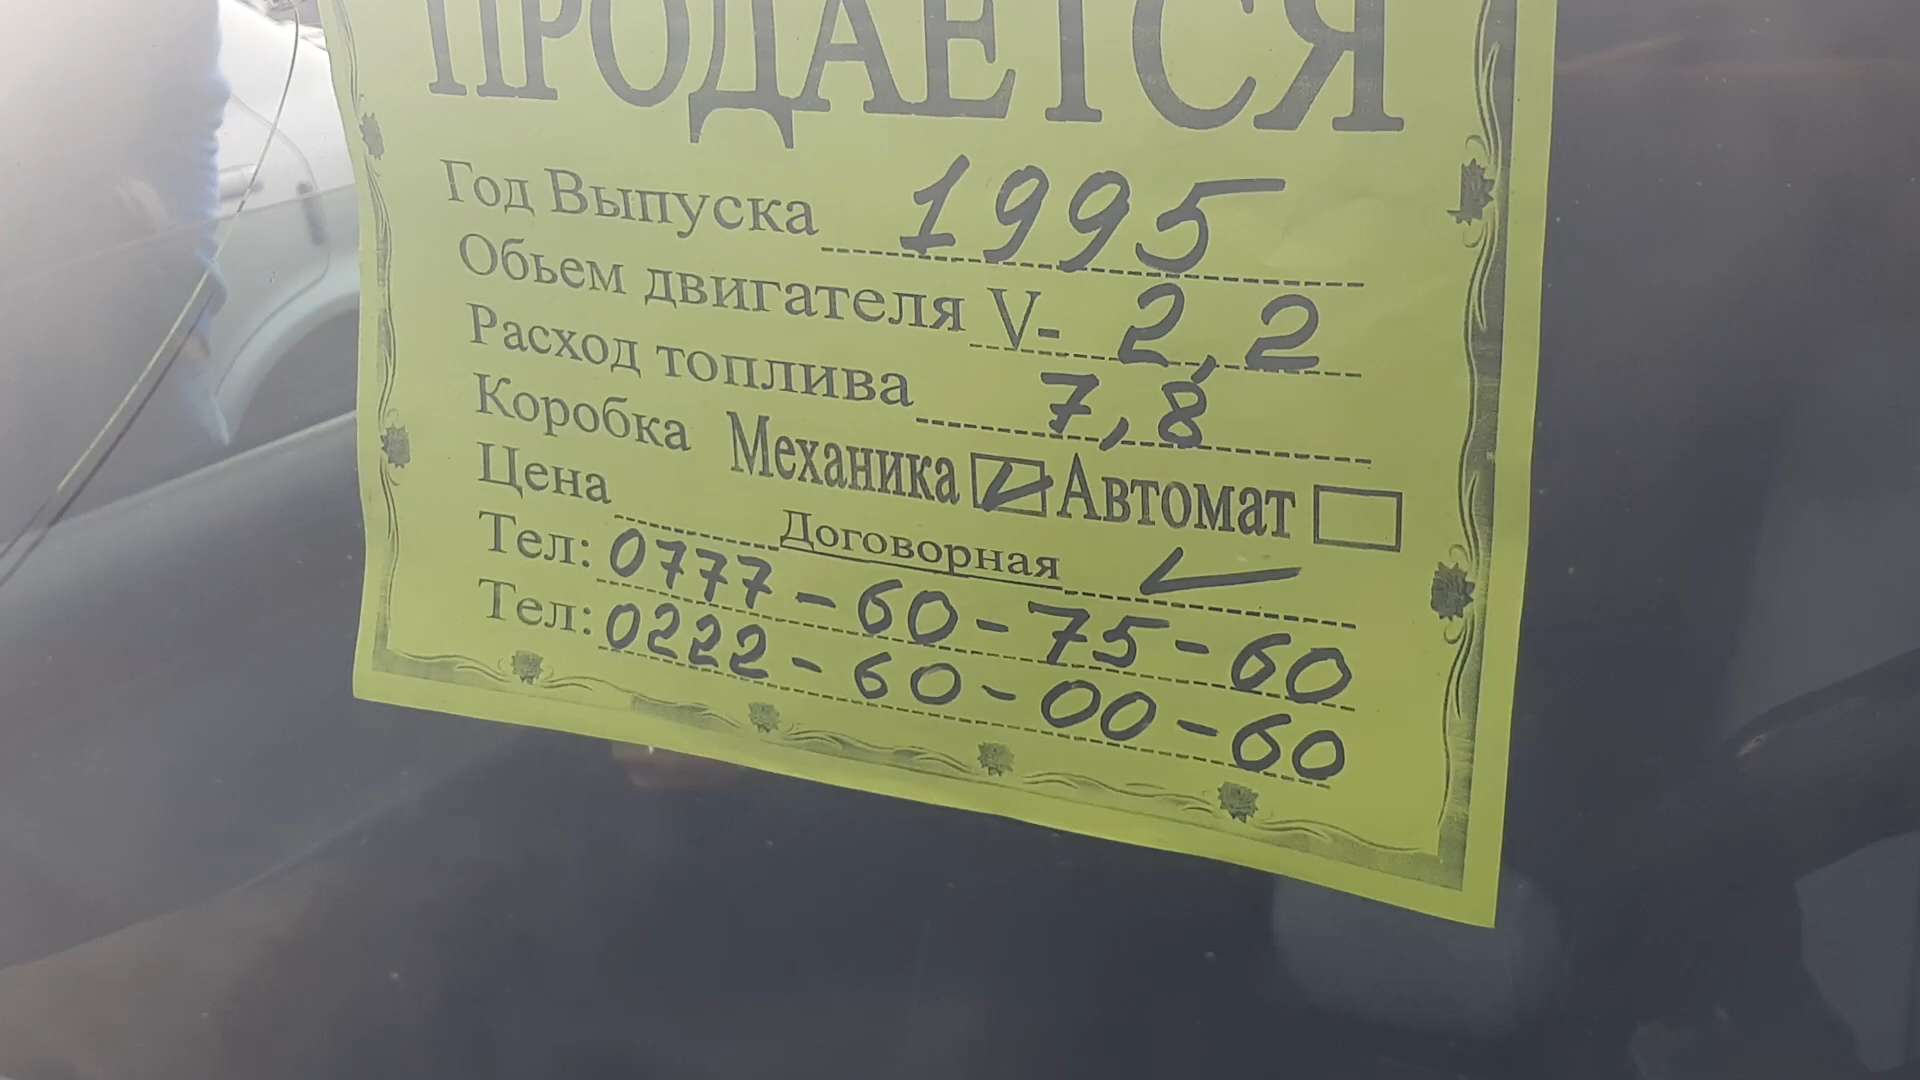 ПРОДАЕТСЯ
Год Выпуска 1995
Обьем двигателя V- 2,2
Расход топлива 7,8
Коробка Механика ☑ Автомат ☐
Цена Договорная ✓
Тел: 0777-60-75-60
Тел: 0222-60-00-60